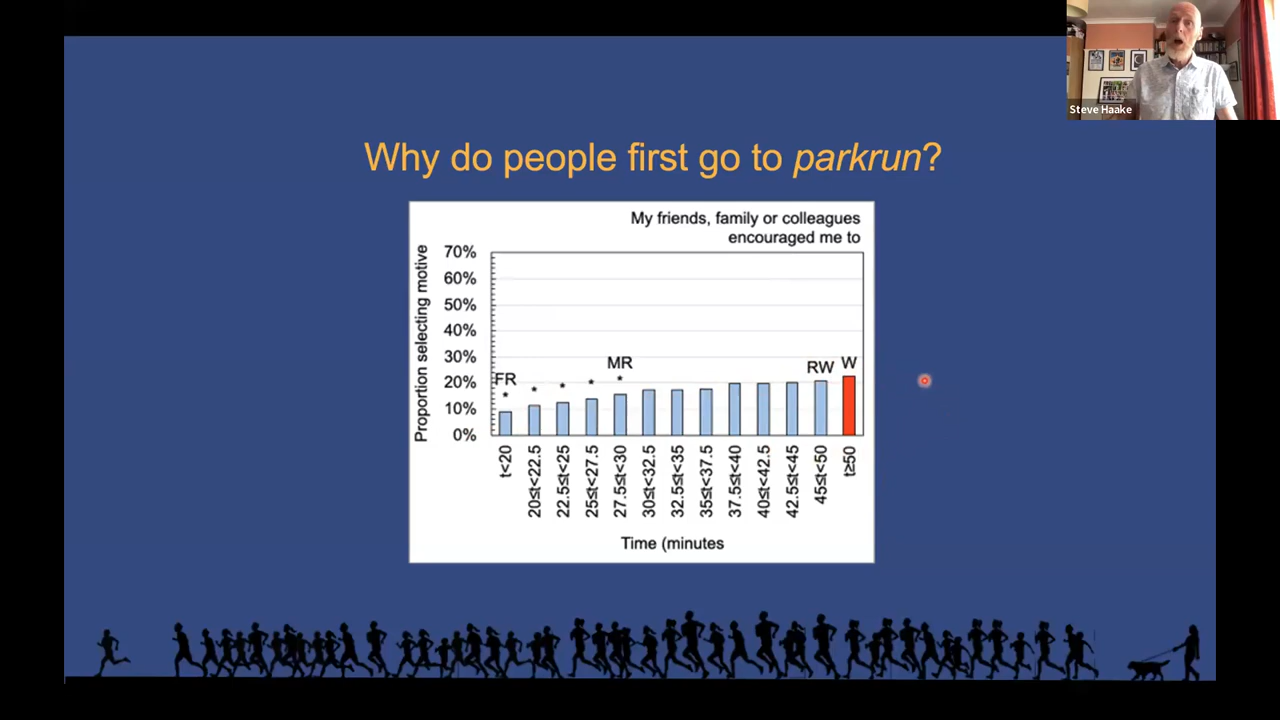 Steve Haake
Why do people first go to parkrun?
My friends, family or colleagues
encouraged me to
Proportion selecting motive
70%
60%
50%
40%
30%
20%
10%
0%
FR
*
*
*
*
*
MR
RW
W
t<20
20≤t<22.5
22.5≤t<25
25≤t<27.5
27.5≤t<30
30≤t<32.5
32.5≤t<35
35≤t<37.5
37.5≤t<40
40≤t<42.5
42.5≤t<45
45≤t<50
t≥50
Time (minutes